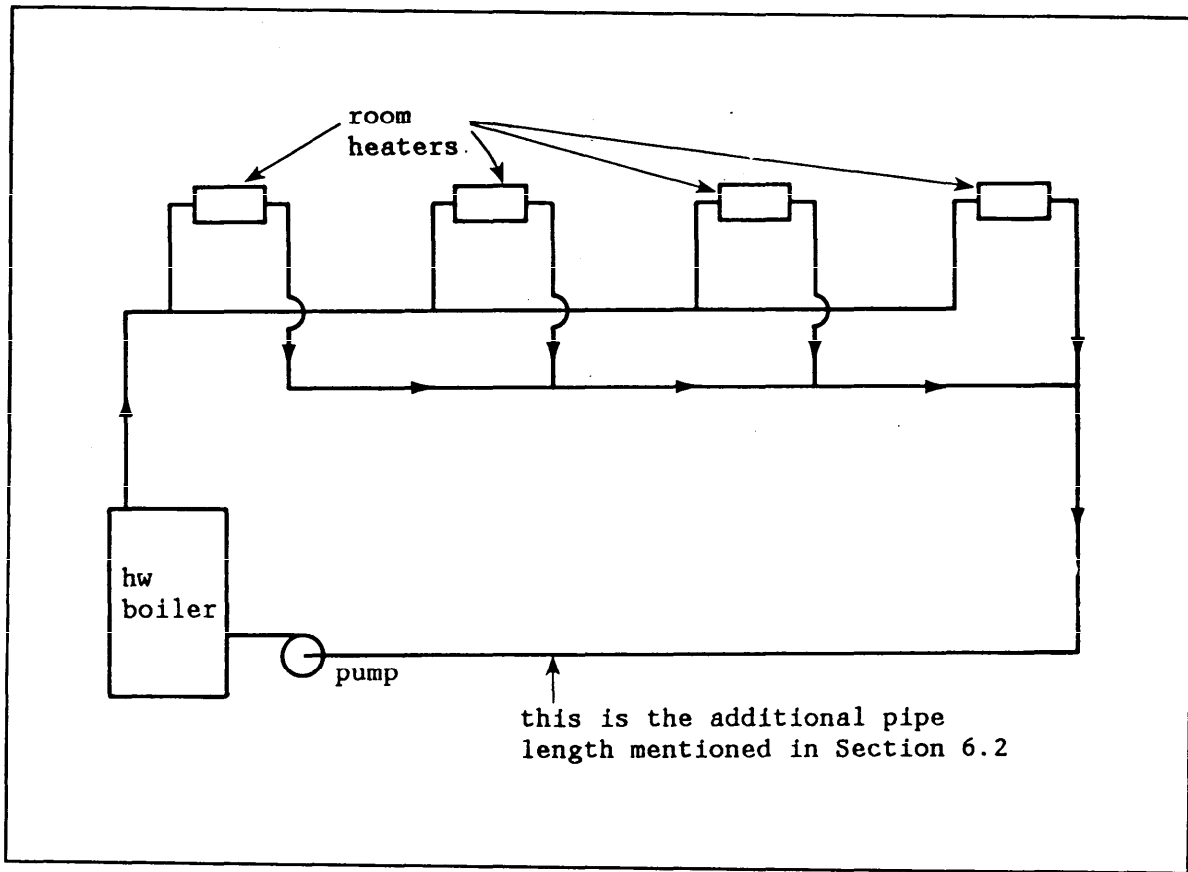 room
heaters
hw
boiler
pump
this is the additional pipe
length mentioned in Section 6.2